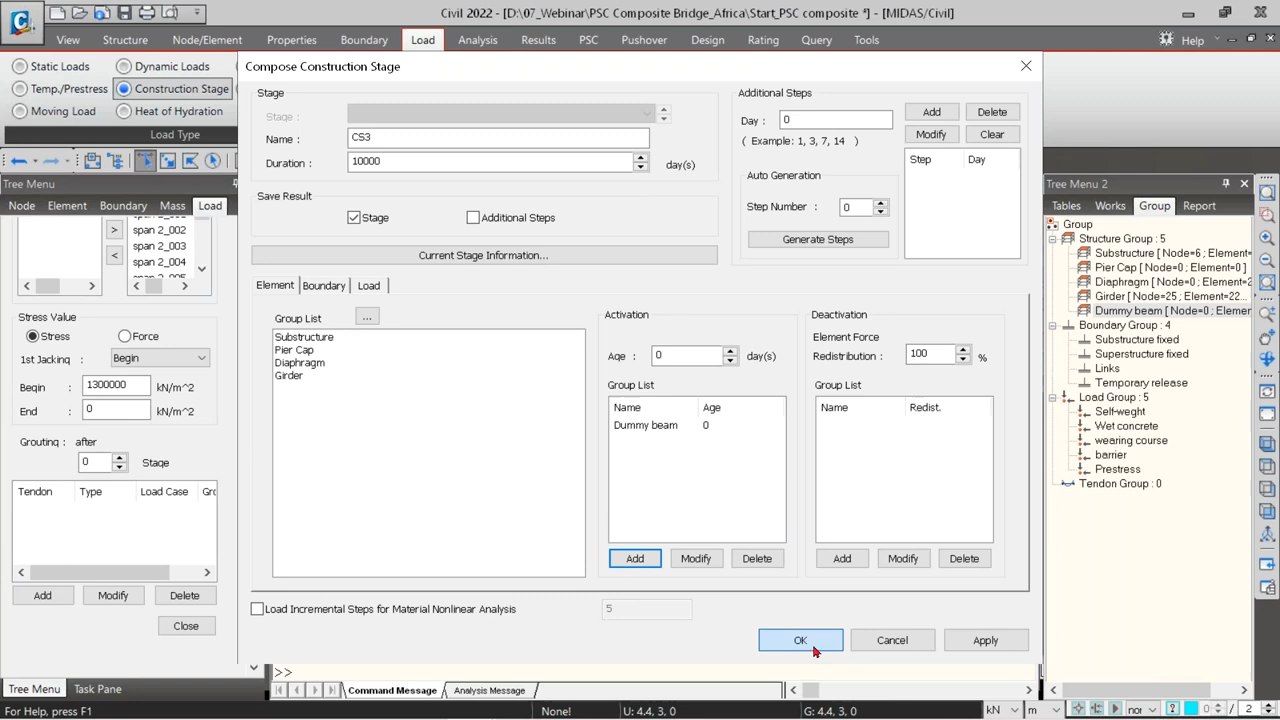 Civil 2022 - [D:\07_Webinar\PSC Composite Bridge_Africa\Start_PSC composite *] - [MIDAS/Civil]
View Structure Node/Element Properties Boundary Load Analysis Results PSC Pushover Design Rating Query Tools Help
Static Loads Dynamic Loads
Temp./Prestress Construction Stage
Moving Load Heat of Hydration
Load Type
Tree Menu
Node Element Boundary Mass Load
>
<
span 2_002
span 2_003
span 2_004
Stress Value
Stress Force
1st Jacking : Begin
Begin : 1300000 kN/m^2
End : 0 kN/m^2
Grouting : after
0 Stage
Tendon Type Load Case Gro
Add Modify Delete
Close
Tree Menu Task Pane
For Help, press F1
Compose Construction Stage
Stage
Stage :
Name : CS3
Duration : 10000 day(s)
Save Result
Stage Additional Steps
Current Stage Information...
Additional Steps
Day : 0
( Example: 1, 3, 7, 14 )
Add Delete
Modify Clear
Step Day
Auto Generation
Step Number : 0
Generate Steps
Element Boundary Load
Group List ...
Substructure
Pier Cap
Diaphragm
Girder
Activation
Age : 0 day(s)
Group List
Name Age
Dummy beam 0
Add Modify Delete
Deactivation
Element Force
Redistribution : 100 %
Group List
Name Redist.
Add Modify Delete
Load Incremental Steps for Material Nonlinear Analysis 5
OK Cancel Apply
>>
Command Message Analysis Message
None! U: 4.4, 3, 0 G: 4.4, 3, 0 kN m nor 0 / 2
Tree Menu 2
Tables Works Group Report
Group
Structure Group : 5
Substructure [ Node=6 ; Element=
Pier Cap [ Node=0 ; Element=0 ]
Diaphragm [ Node=0 ; Element=2
Girder [ Node=25 ; Element=22...
Dummy beam [ Node=0 ; Elemer
Boundary Group : 4
Substructure fixed
Superstructure fixed
Links
Temporary release
Load Group : 5
Self-weght
Wet concrete
wearing course
barrier
Prestress
Tendon Group : 0